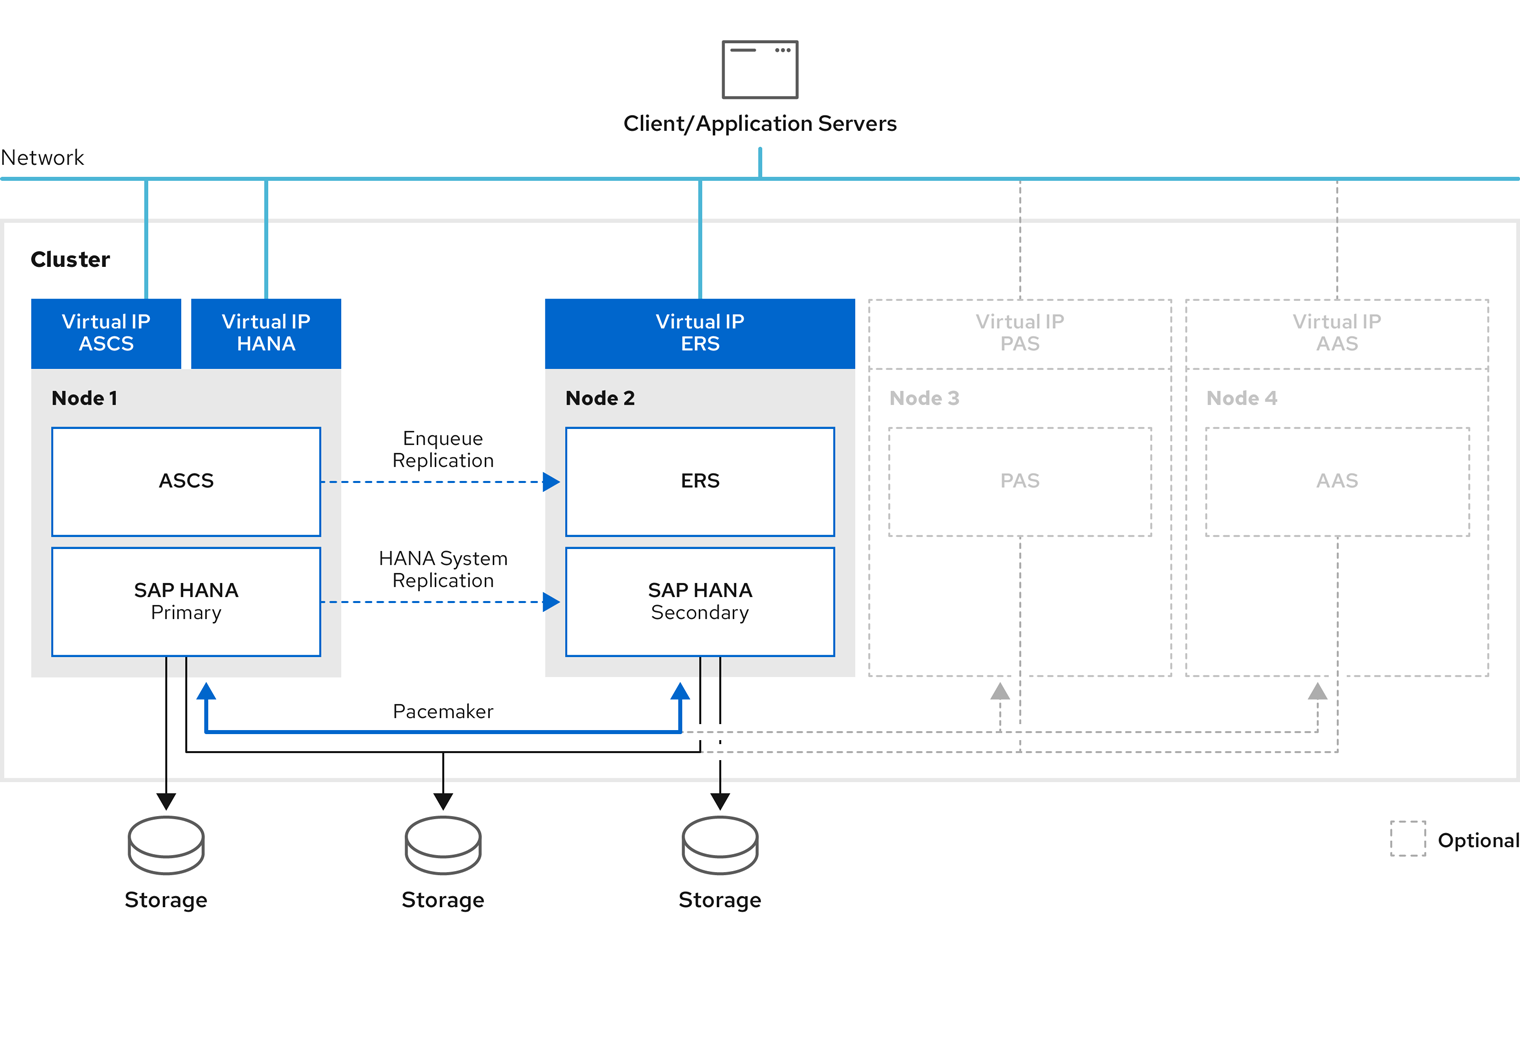 Client/Application Servers
Network
Cluster
Virtual IP
ASCS
Virtual IP
HANA
Virtual IP
ERS
Virtual IP
PAS
Virtual IP
AAS
Node 1
Node 2
Node 3
Node 4
ASCS
Enqueue
Replication
ERS
PAS
AAS
SAP HANA
Primary
HANA System
Replication
SAP HANA
Secondary
Pacemaker
Storage
Storage
Storage
Optional